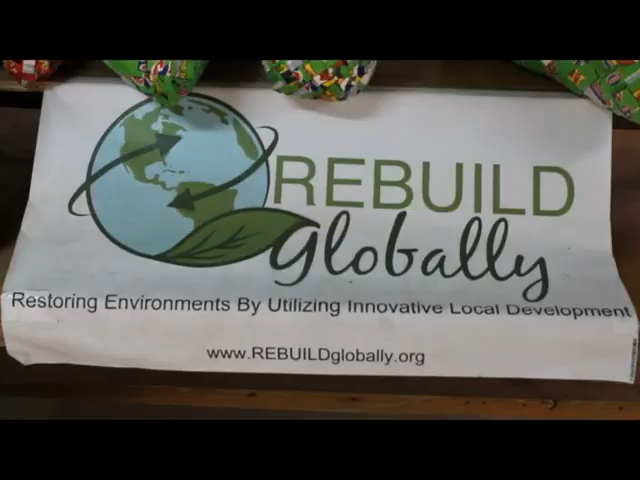 REBUILD
globally
Restoring Environments By Utilizing Innovative Local Development
www.REBUILDglobally.org